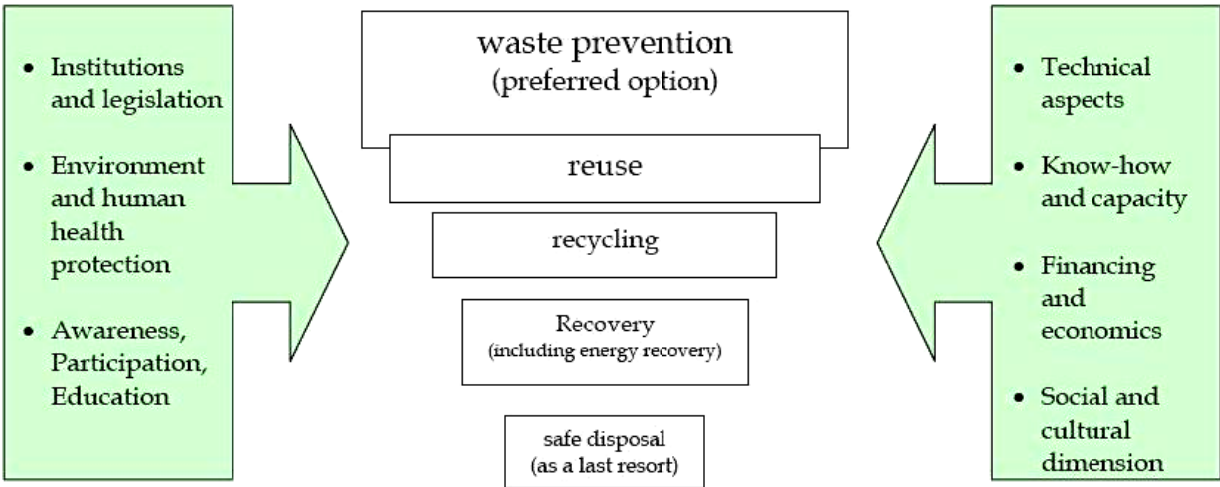 • Institutions
and legislation
• Environment
and human
health
protection
• Awareness,
Participation,
Education
waste prevention
(preferred option)
reuse
recycling
Recovery
(including energy recovery)
safe disposal
(as a last resort)
• Technical
aspects
• Know-how
and capacity
• Financing
and
economics
• Social and
cultural
dimension